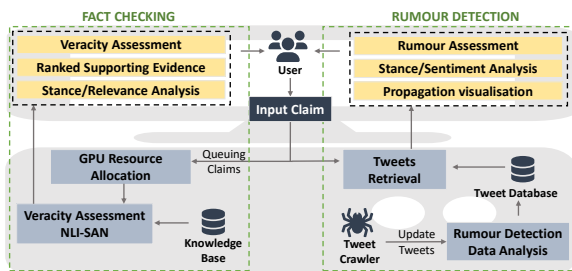 FACT CHECKING
RUMOUR DETECTION
Veracity Assessment
Ranked Supporting Evidence
Stance/Relevance Analysis
User
Rumour Assessment
Stance/Sentiment Analysis
Propagation visualisation
Input Claim
GPU Resource
Allocation
Queuing
Claims
Tweets
Retrieval
Tweet Database
Veracity Assessment
NLI-SAN
Knowledge
Base
Tweet
Crawler
Update
Tweets
Rumour Detection
Data Analysis